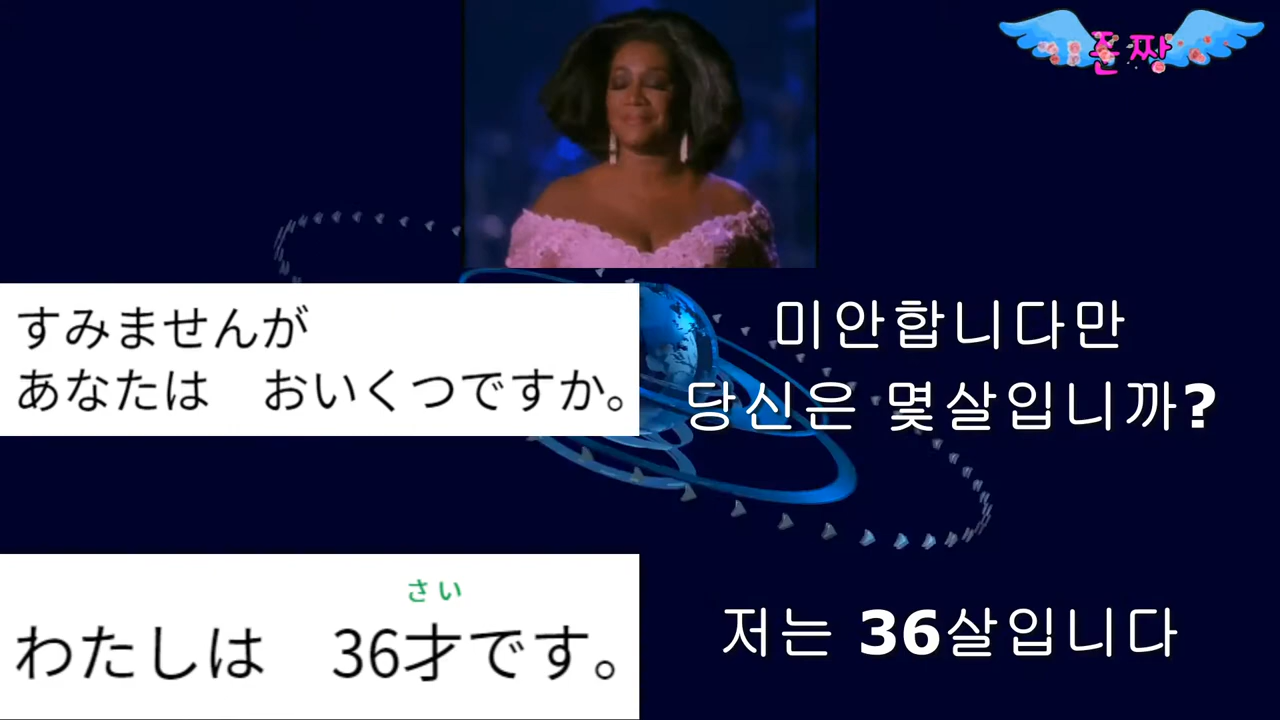 존짱
すみませんが
미안합니다만
あなたは　おいくつですか。
당신은 몇살입니까?
さい
わたしは　36才です。
저는 36살입니다